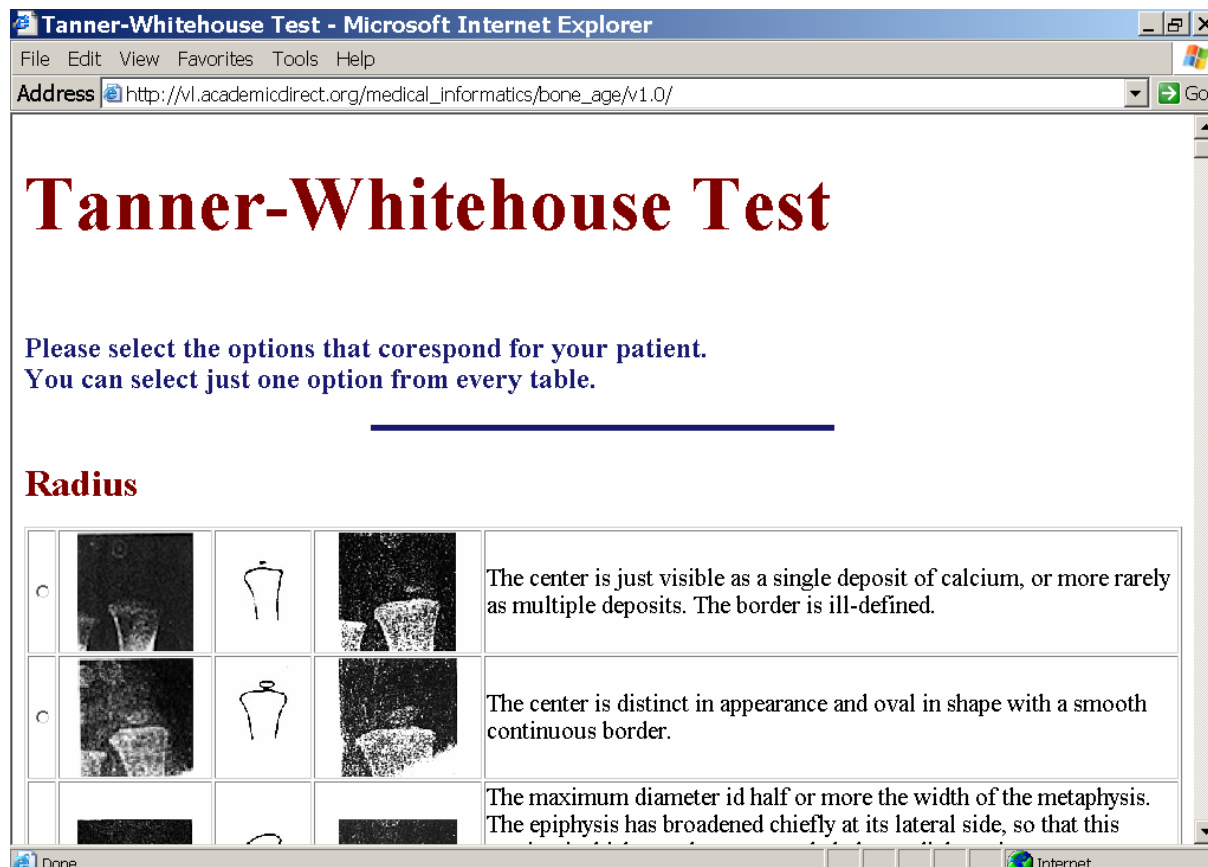 Tanner-Whitehouse Test - Microsoft Internet Explorer
File Edit View Favorites Tools Help
Address http://vl.academicdirect.org/medical_informatics/bone_age/v1.0/ Go
Tanner-Whitehouse Test
Please select the options that corespond for your patient.
You can select just one option from every table.
Radius
The center is just visible as a single deposit of calcium, or more rarely
as multiple deposits. The border is ill-defined.
The center is distinct in appearance and oval in shape with a smooth
continuous border.
The maximum diameter id half or more the width of the metaphysis.
The epiphysis has broadened chiefly at its lateral side, so that this
Done Internet